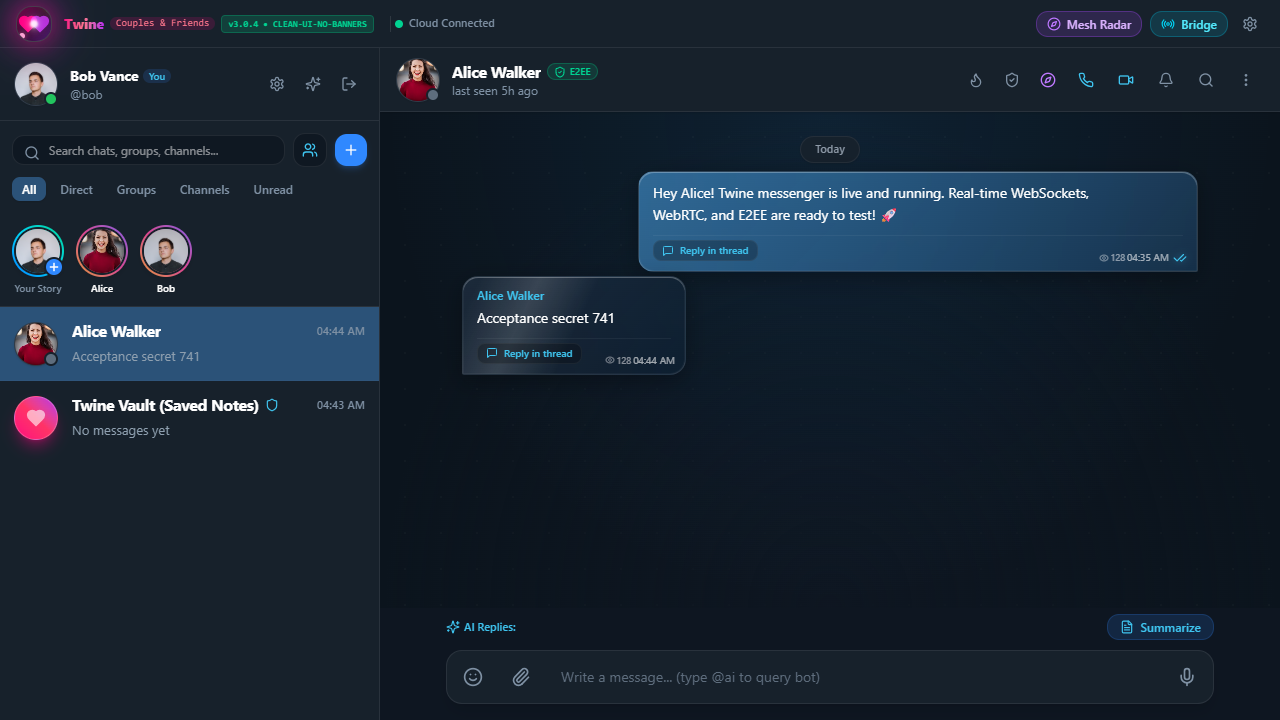 Twine
Couples & Friends
v3.0.4 • CLEAN-UI-NO-BANNERS
Cloud Connected
Mesh Radar
Bridge
Bob Vance You
@bob
Search chats, groups, channels...
All Direct Groups Channels Unread
Your Story Alice Bob
Alice Walker 04:44 AM
Acceptance secret 741
Twine Vault (Saved Notes) 04:43 AM
No messages yet
Alice Walker E2EE
last seen 5h ago
Today
Hey Alice! Twine messenger is live and running. Real-time WebSockets,
WebRTC, and E2EE are ready to test! 🚀
Reply in thread
128 04:35 AM
Alice Walker
Acceptance secret 741
Reply in thread
128 04:44 AM
AI Replies:
Summarize
Write a message... (type @ai to query bot)